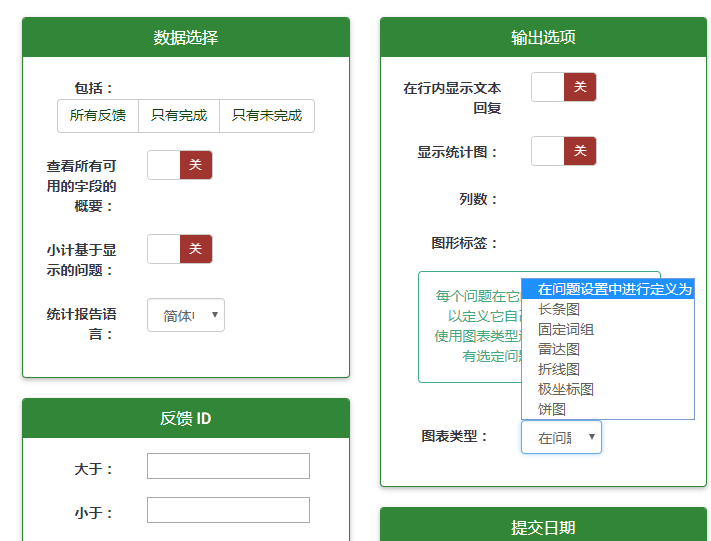 数据选择
包括：
所有反馈 只有完成 只有未完成
查看所有可
用的字段的
概要：
关
小计基于显
示的问题：
关
统计报告语
言：
简体
反馈 ID
大于：
小于：
输出选项
在行内显示文本
回复
关
显示统计图：
关
列数：
图形标签：
每个问题在它
以定义它自
使用图表类型
有选定问
在问题设置中进行定义为
长条图
固定词组
雷达图
折线图
极坐标图
饼图
图表类型：
在问
提交日期